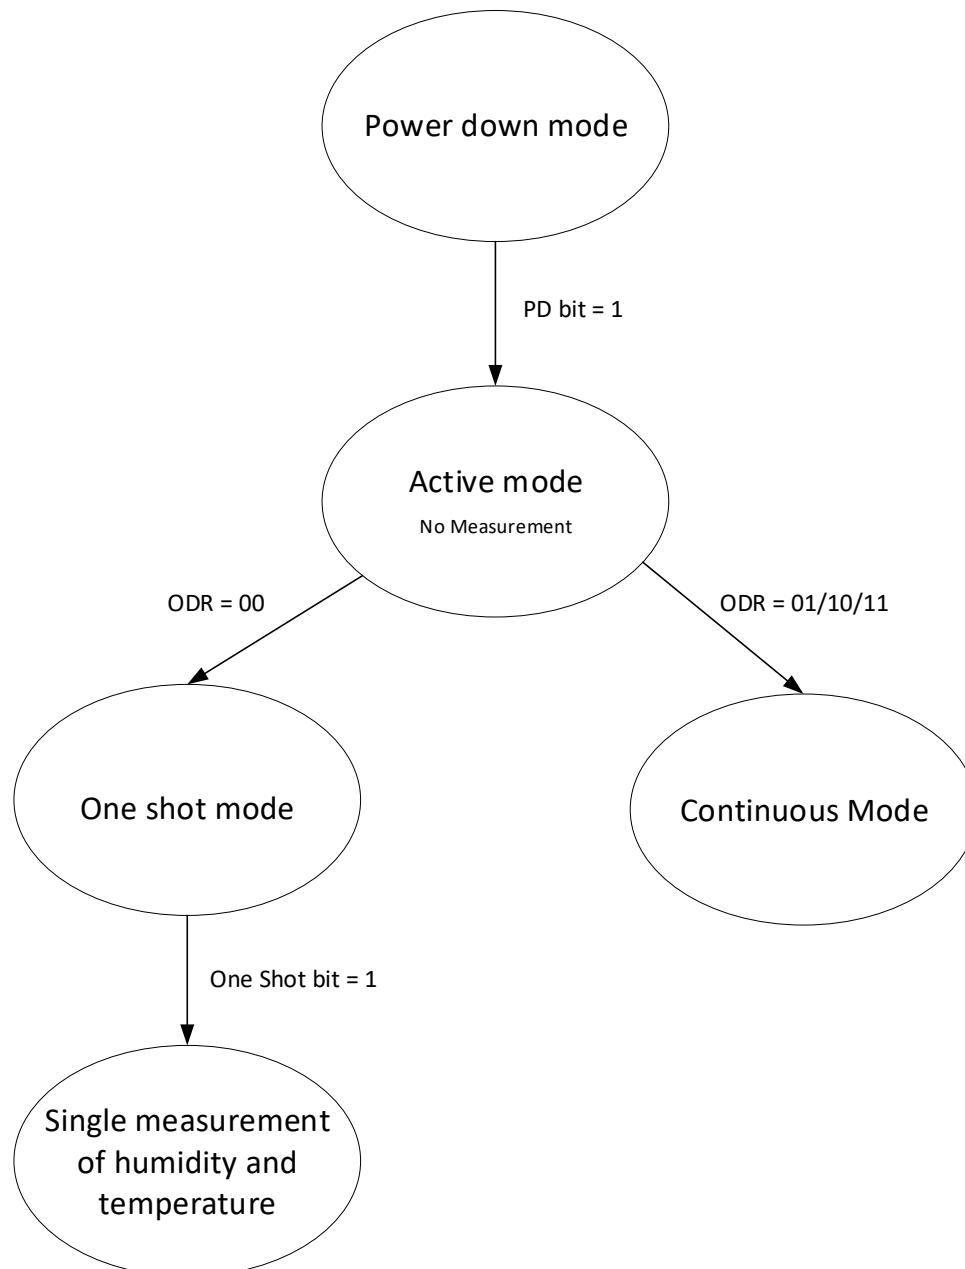 Power down mode
PD bit = 1
Active mode
No Measurement
ODR = 00
ODR = 01/10/11
One shot mode
Continuous Mode
One Shot bit = 1
Single measurement
of humidity and
temperature